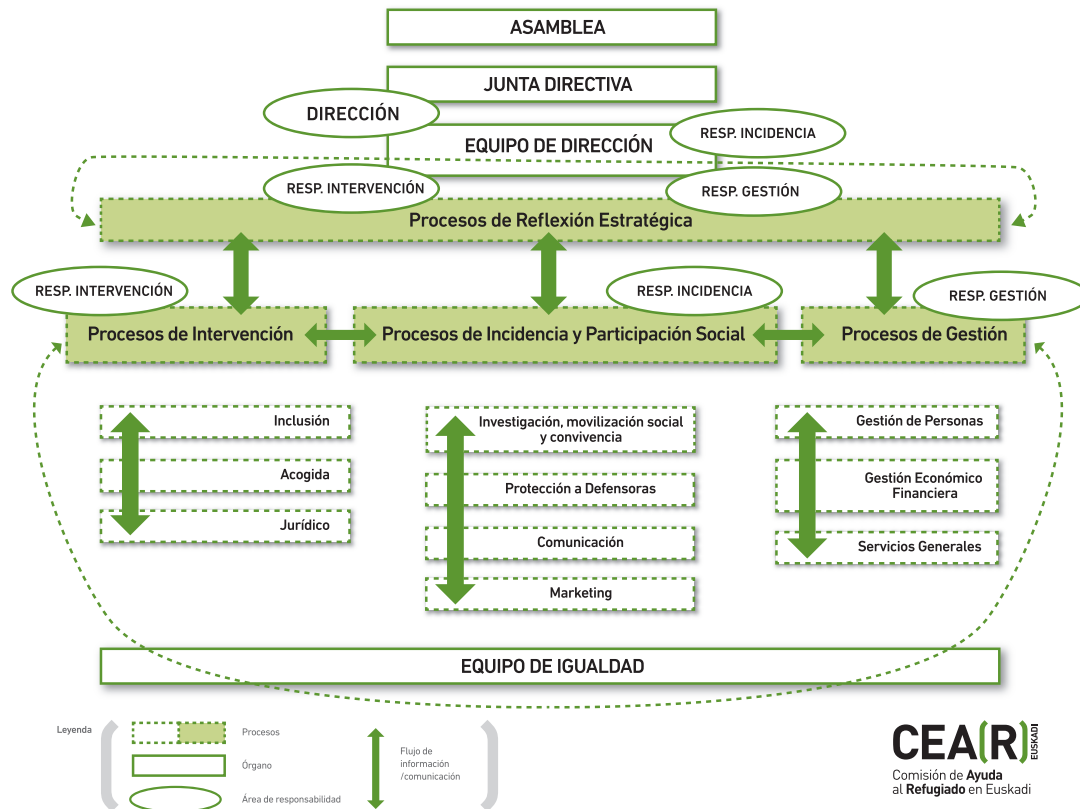 ASAMBLEA
JUNTA DIRECTIVA
DIRECCIÓN
EQUIPO DE DIRECCIÓN
RESP. INCIDENCIA
RESP. INTERVENCIÓN
RESP. GESTIÓN
Procesos de Reflexión Estratégica
RESP. INTERVENCIÓN
RESP. INCIDENCIA
RESP. GESTIÓN
Procesos de Intervención
Procesos de Incidencia y Participación Social
Procesos de Gestión
Inclusión
Acogida
Jurídico
Investigación, movilización social
y convivencia
Protección a Defensoras
Comunicación
Marketing
Gestión de Personas
Gestión Económico
Financiera
Servicios Generales
EQUIPO DE IGUALDAD
Leyenda
Procesos
Órgano
Área de responsabilidad
Flujo de
información
/comunicación
CEA(R)
EUSKADI
Comisión de Ayuda
al Refugiado en Euskadi